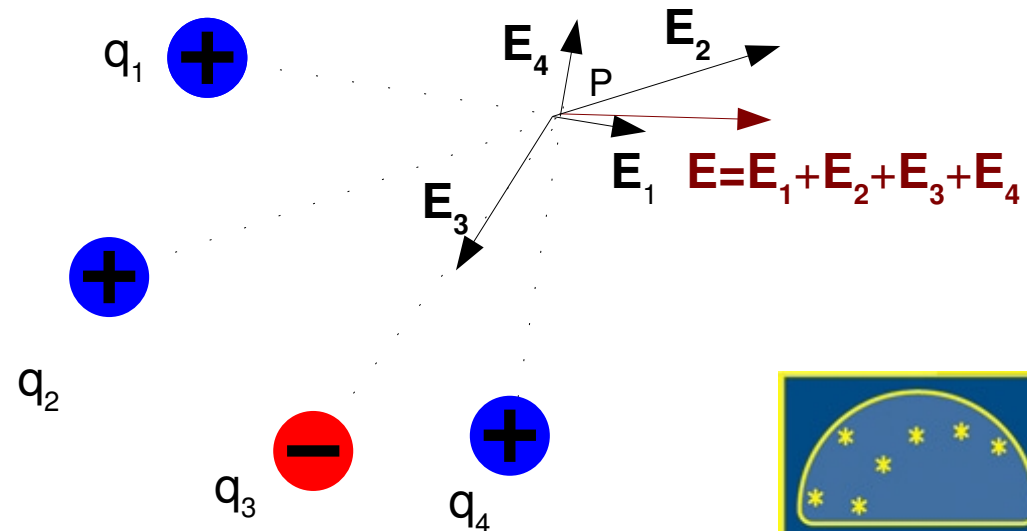 q₁
E₄
E₂
P
E₁
E=E₁+E₂+E₃+E₄
E₃
q₂
q₃
q₄